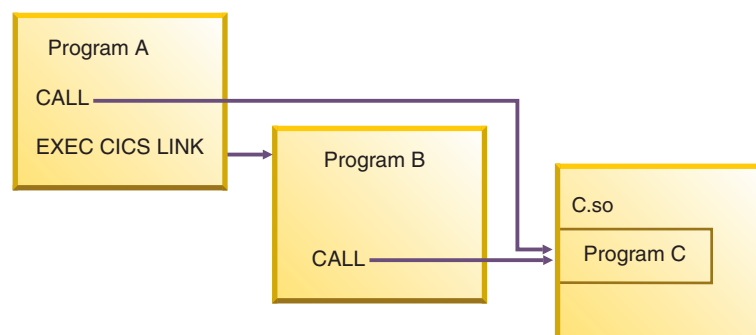 Program A
CALL
EXEC CICS LINK
Program B
CALL
C.so
Program C